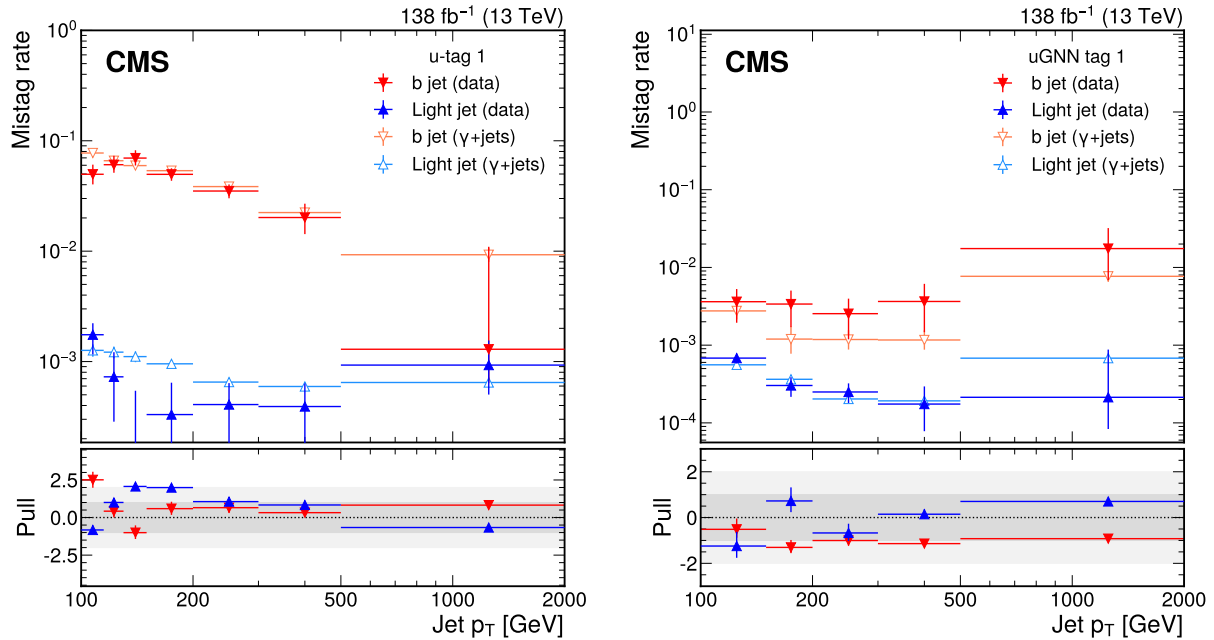 138 fb⁻¹ (13 TeV)
CMS
u-tag 1
b jet (data)
Light jet (data)
b jet (γ+jets)
Light jet (γ+jets)
Mistag rate
10⁰
10⁻¹
10⁻²
10⁻³
Pull
2.5
0.0
-2.5
100
200
1000
2000
Jet p_T [GeV]
138 fb⁻¹ (13 TeV)
CMS
uGNN tag 1
b jet (data)
Light jet (data)
b jet (γ+jets)
Light jet (γ+jets)
Mistag rate
10¹
10⁰
10⁻¹
10⁻²
10⁻³
10⁻⁴
Pull
2
0
-2
100
200
1000
2000
Jet p_T [GeV]